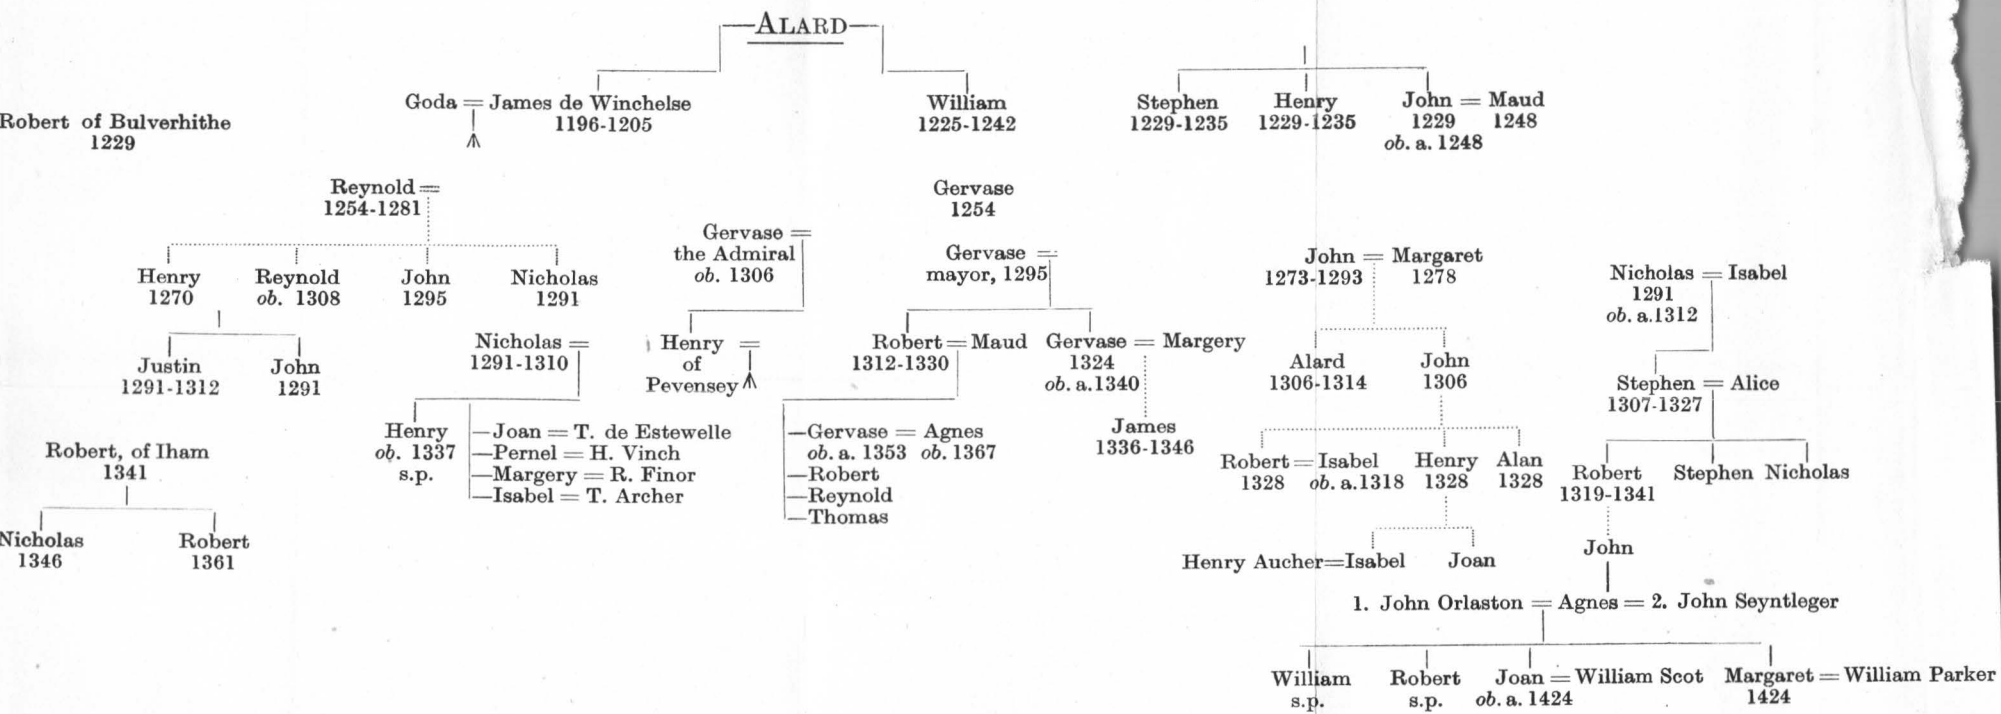 ALARD
Goda = James de Winchelse
1196-1205
William
1225-1242
Stephen
1229-1235
Henry
1229-1235
John = Maud
1229 1248
ob. a. 1248
Robert of Bulverhithe
1229
Reynold =
1254-1281
Gervase
1254
Henry
1270
Reynold
ob. 1308
John
1295
Nicholas
1291
Gervase =
the Admiral
ob. 1306
Gervase =
mayor, 1295
John = Margaret
1273-1293 1278
Nicholas = Isabel
1291
ob. a.1312
Justin
1291-1312
John
1291
Nicholas =
1291-1310
Henry =
of
Pevensey
Robert = Maud
1312-1330
Gervase = Margery
1324
ob. a.1340
Alard
1306-1314
John
1306
Stephen = Alice
1307-1327
Henry
ob. 1337
s.p.
Joan = T. de Estewelle
Pernel = H. Vinch
Margery = R. Finor
Isabel = T. Archer
Gervase = Agnes
ob. a. 1353 ob. 1367
Robert
Reynold
Thomas
James
1336-1346
Robert = Isabel
1328 ob. a.1318
Henry
1328
Alan
1328
Robert
1319-1341
Stephen
Nicholas
Robert, of Iham
1341
Nicholas
1346
Robert
1361
Henry Aucher=Isabel
Joan
John
1. John Orlaston = Agnes = 2. John Seyntleger
William
s.p.
Robert
s.p.
Joan = William Scot
ob. a. 1424
Margaret = William Parker
1424